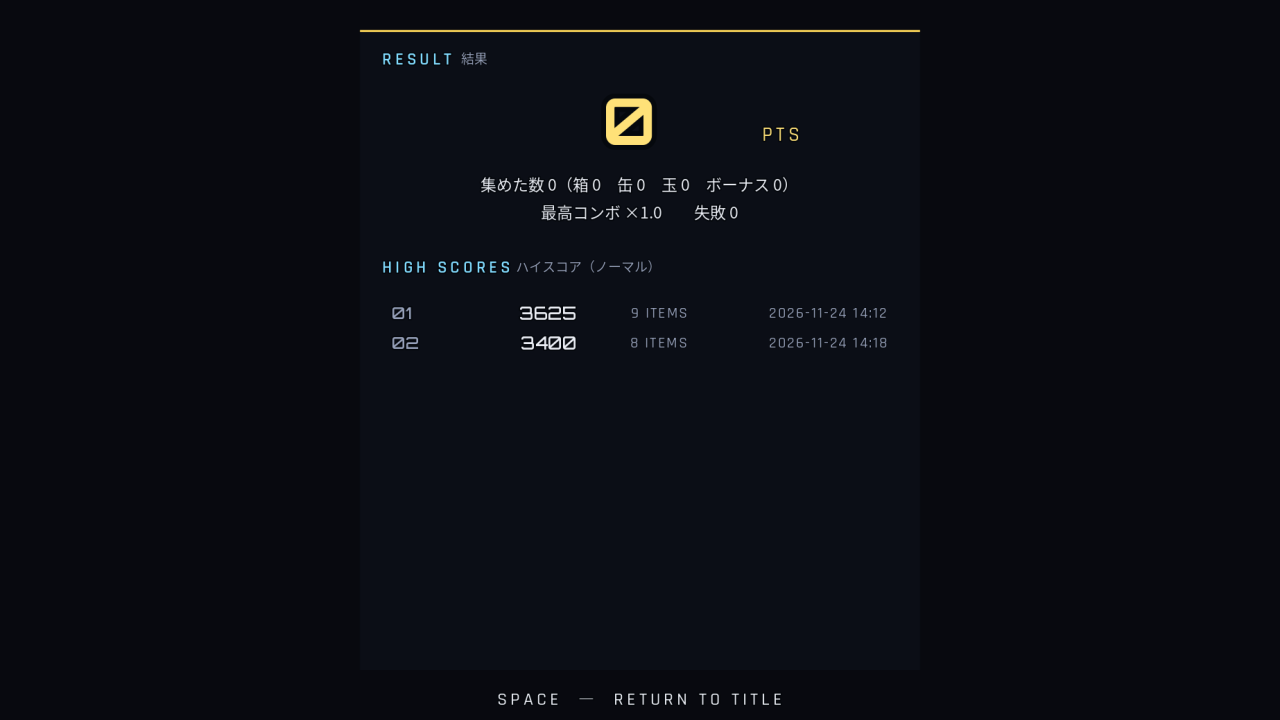 RESULT 結果
0 PTS
集めた数 0（箱 0　缶 0　玉 0　ボーナス 0）
最高コンボ ×1.0　　失敗 0
HIGH SCORES ハイスコア（ノーマル）
01 3625 9 ITEMS 2026-11-24 14:12
02 3400 8 ITEMS 2026-11-24 14:18
SPACE — RETURN TO TITLE